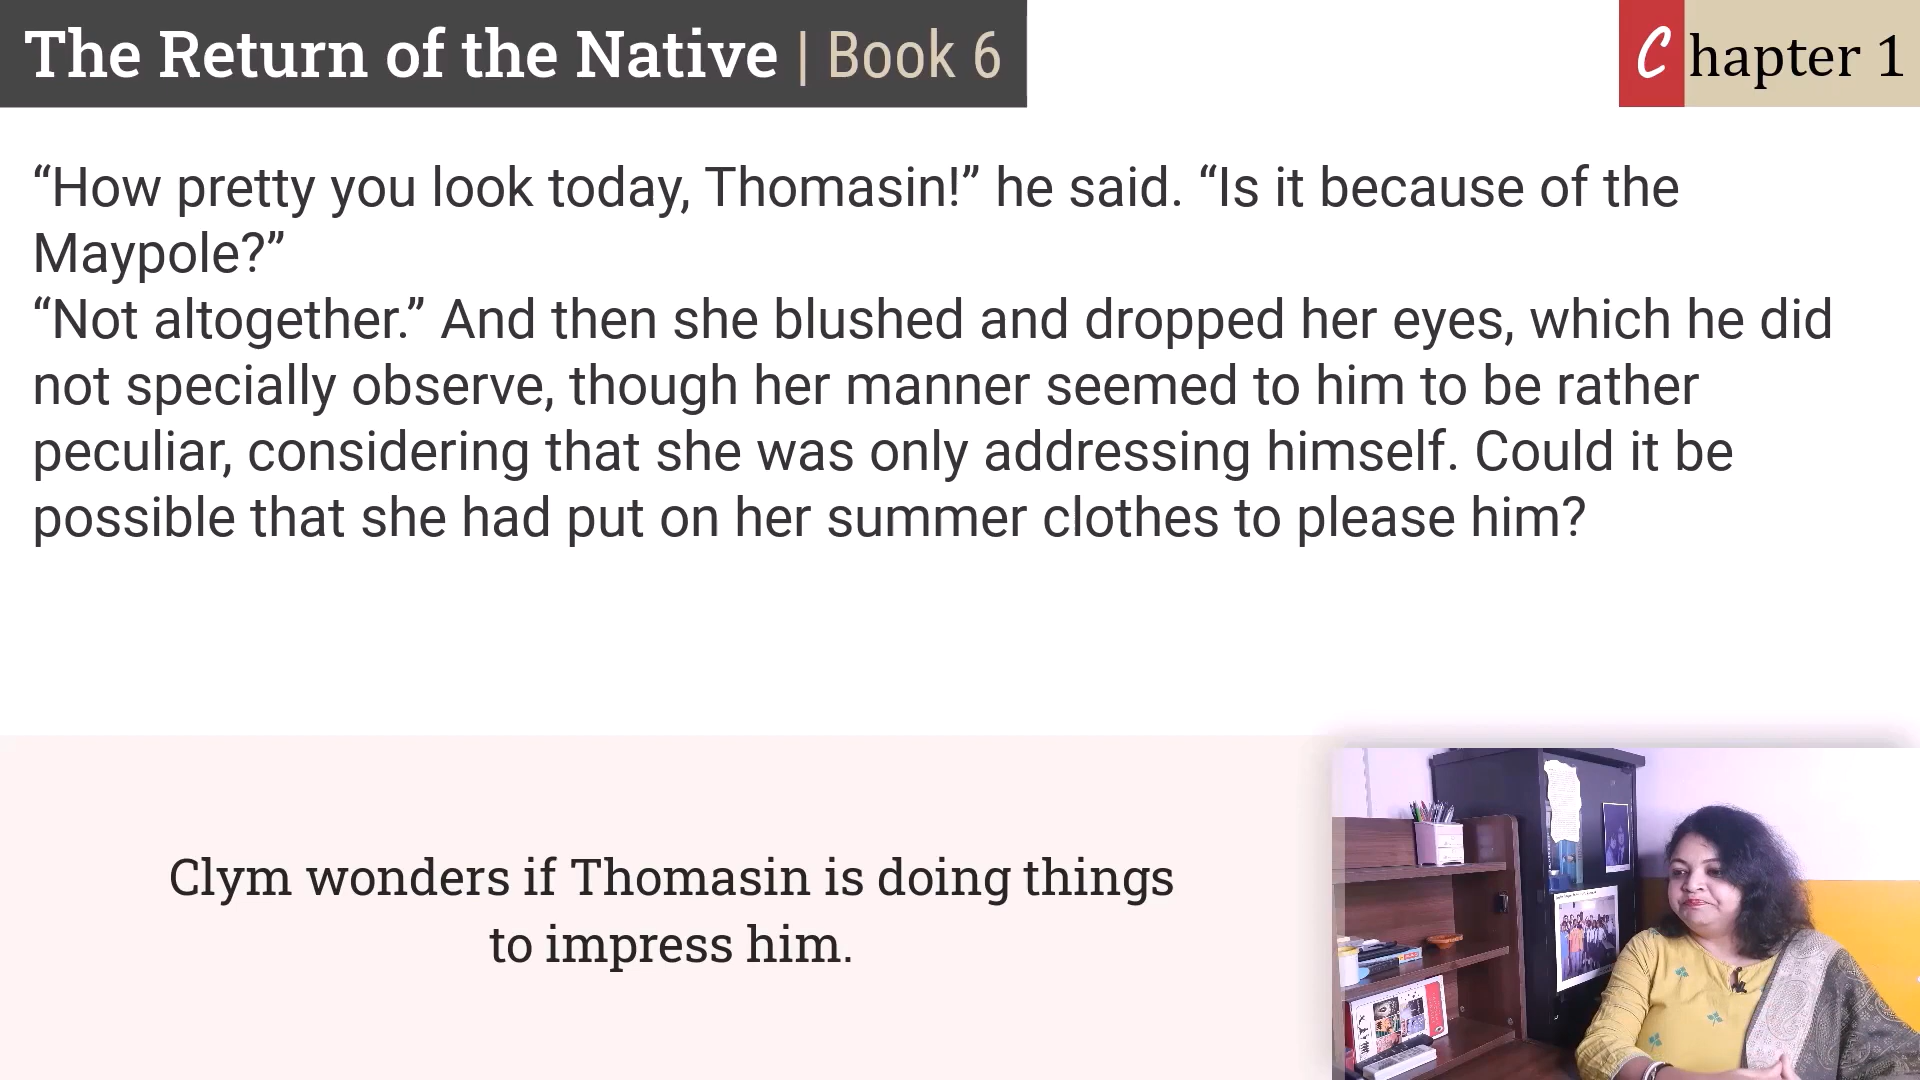 The Return of the Native | Book 6
Chapter 1
“How pretty you look today, Thomasin!” he said. “Is it because of the
Maypole?”
“Not altogether.” And then she blushed and dropped her eyes, which he did
not specially observe, though her manner seemed to him to be rather
peculiar, considering that she was only addressing himself. Could it be
possible that she had put on her summer clothes to please him?
Clym wonders if Thomasin is doing things
to impress him.